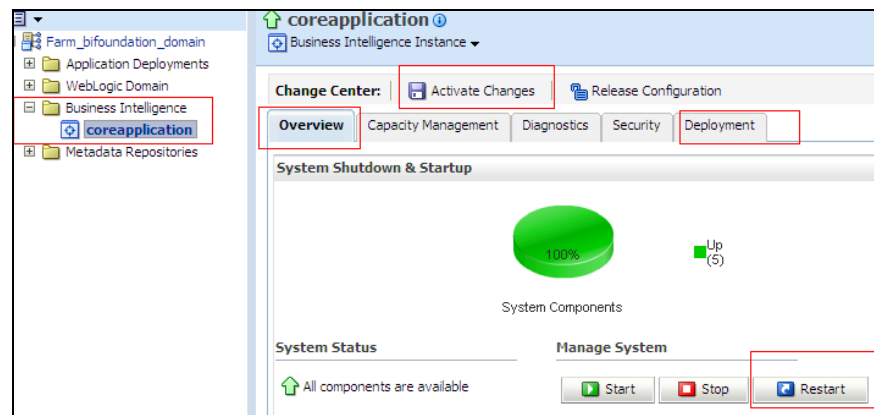 Farm_bifoundation_domain
Application Deployments
WebLogic Domain
Business Intelligence
coreapplication
Metadata Repositories
coreapplication
Business Intelligence Instance
Change Center: Activate Changes Release Configuration
Overview Capacity Management Diagnostics Security Deployment
System Shutdown & Startup
100%
Up
(5)
System Components
System Status Manage System
All components are available Start Stop Restart